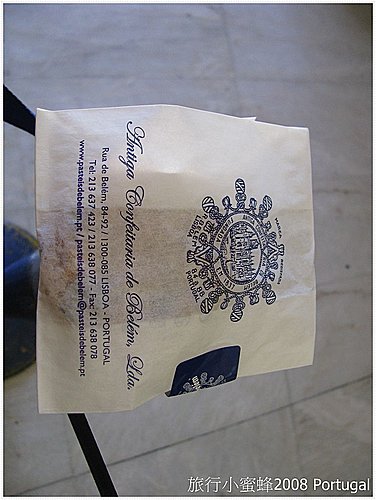 Antiga Confeitaria de Belém, Lda.
Rua de Belém, 84-92 / 1300-085 LISBOA - PORTUGAL
Tel: 213 637 423 / 213 638 077 - Fax: 213 638 078
www.pasteisdebelem.pt / pasteisdebelem@pasteisdebelem.pt
旅行小蜜蜂2008 Portugal